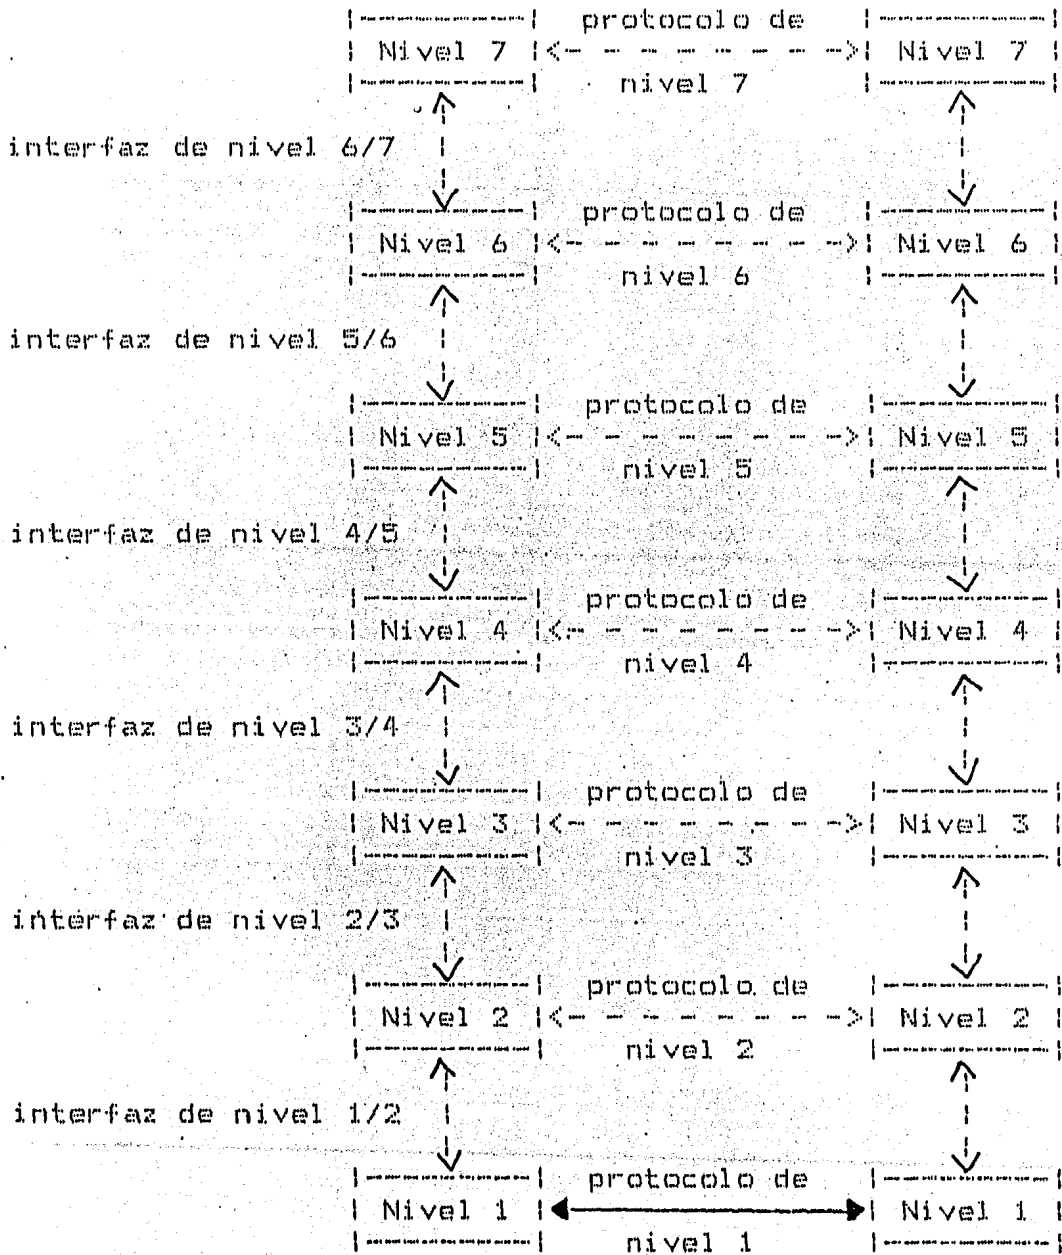 protocolo de
Nivel 7 Nivel 7
nivel 7
interfaz de nivel 6/7
protocolo de
Nivel 6 Nivel 6
nivel 6
interfaz de nivel 5/6
protocolo de
Nivel 5 Nivel 5
nivel 5
interfaz de nivel 4/5
protocolo de
Nivel 4 Nivel 4
nivel 4
interfaz de nivel 3/4
protocolo de
Nivel 3 Nivel 3
nivel 3
interfaz de nivel 2/3
protocolo de
Nivel 2 Nivel 2
nivel 2
interfaz de nivel 1/2
protocolo de
Nivel 1 Nivel 1
nivel 1